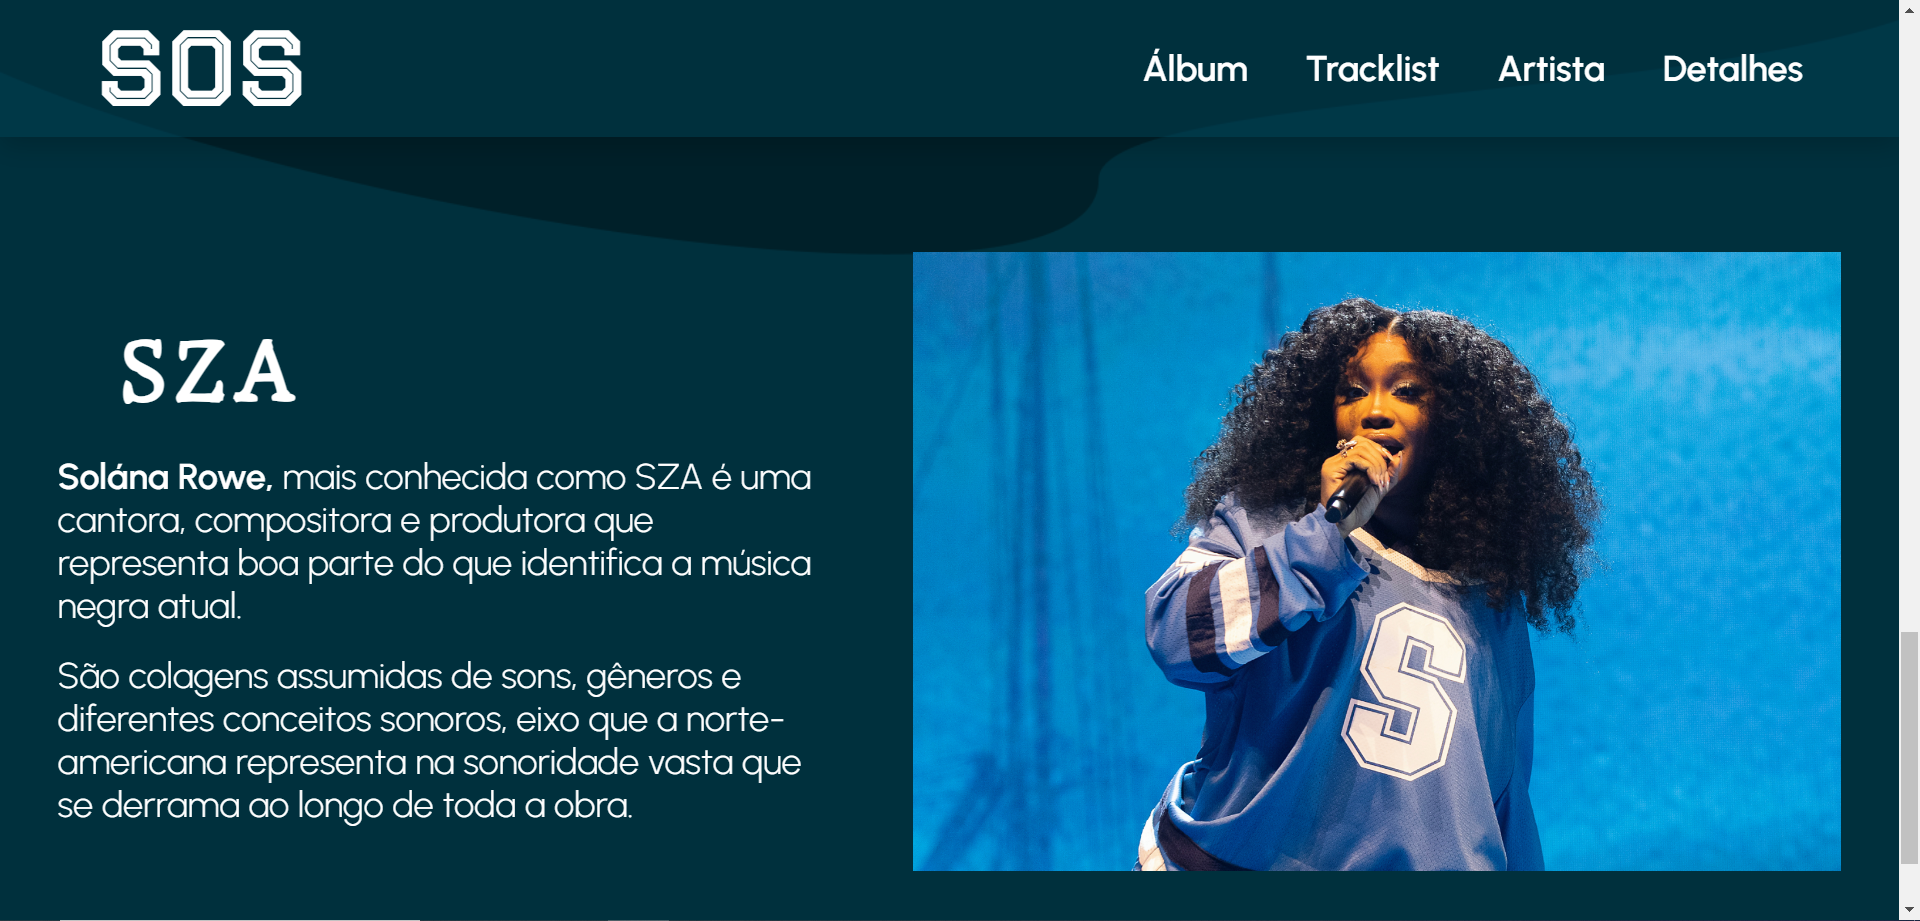 SOS
Álbum Tracklist Artista Detalhes
SZA
Solána Rowe, mais conhecida como SZA é uma
cantora, compositora e produtora que
representa boa parte do que identifica a música
negra atual.
São colagens assumidas de sons, gêneros e
diferentes conceitos sonoros, eixo que a norte-
americana representa na sonoridade vasta que
se derrama ao longo de toda a obra.
S